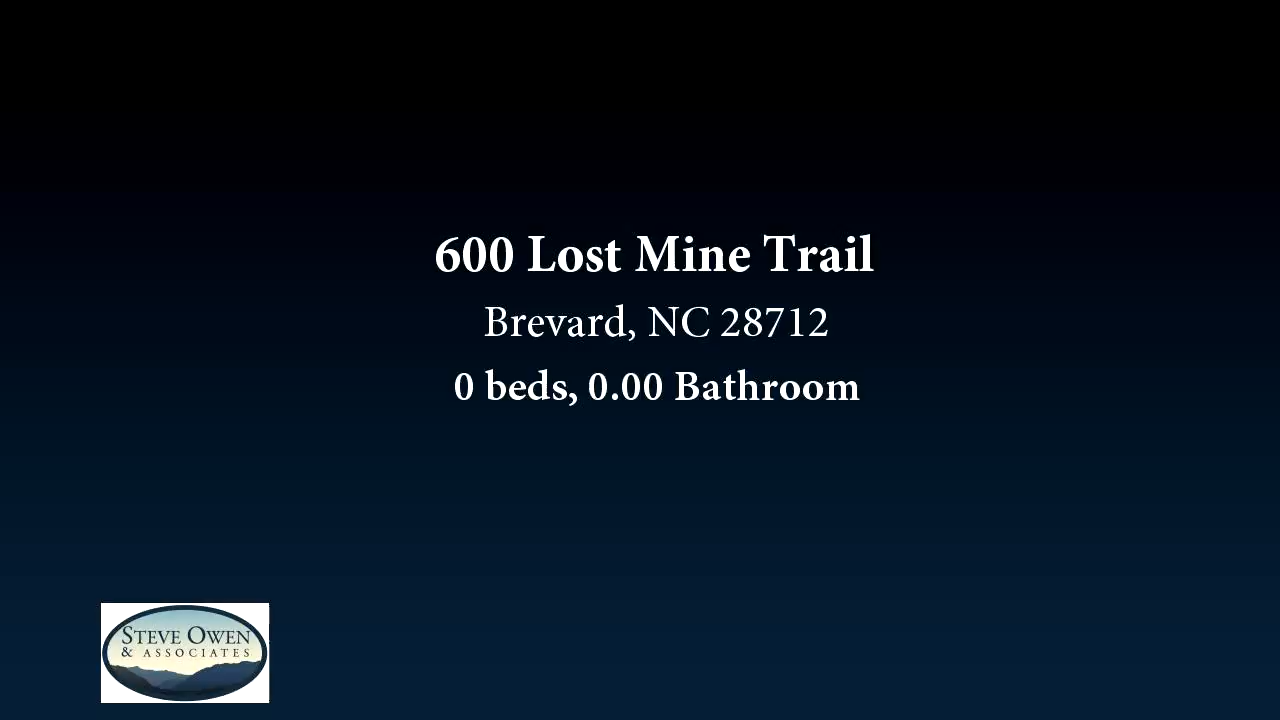 600 Lost Mine Trail
Brevard, NC 28712
0 beds, 0.00 Bathroom
STEVE OWEN
& ASSOCIATES